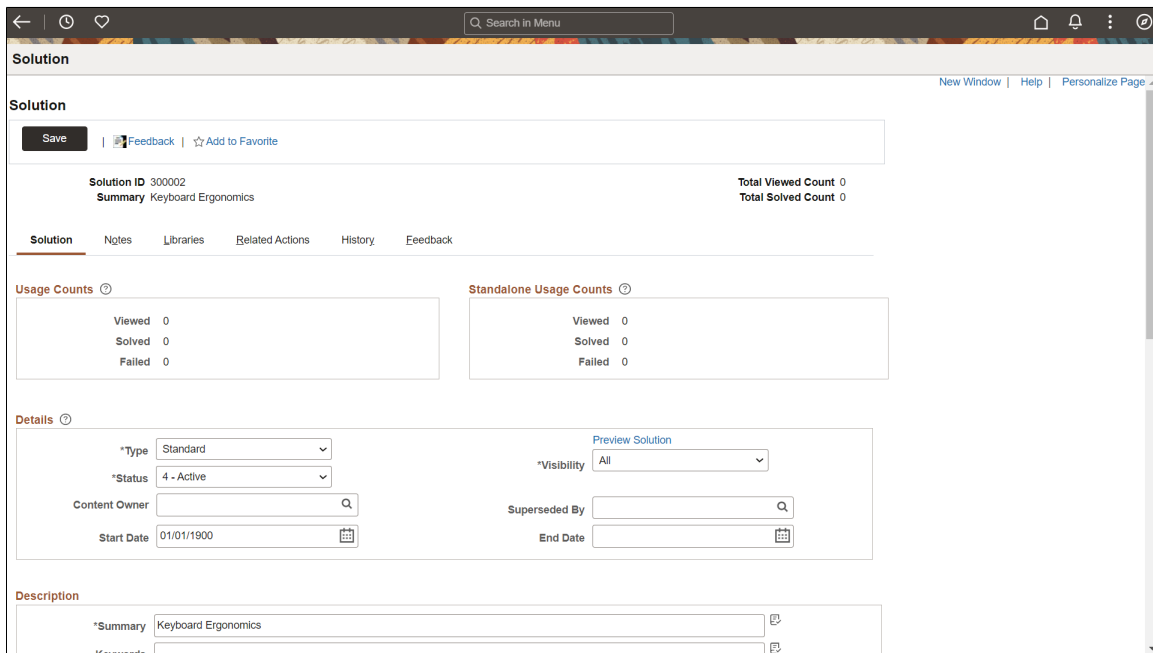 Search in Menu
Solution
New Window | Help | Personalize Page
Solution
Save | Feedback | Add to Favorite
Solution ID 300002 Total Viewed Count 0
Summary Keyboard Ergonomics Total Solved Count 0
Solution Notes Libraries Related Actions History Feedback
Usage Counts Standalone Usage Counts
Viewed 0 Viewed 0
Solved 0 Solved 0
Failed 0 Failed 0
Details
Preview Solution
*Type Standard *Visibility All
*Status 4 - Active
Content Owner Superseded By
Start Date 01/01/1900 End Date
Description
*Summary Keyboard Ergonomics
Keywords